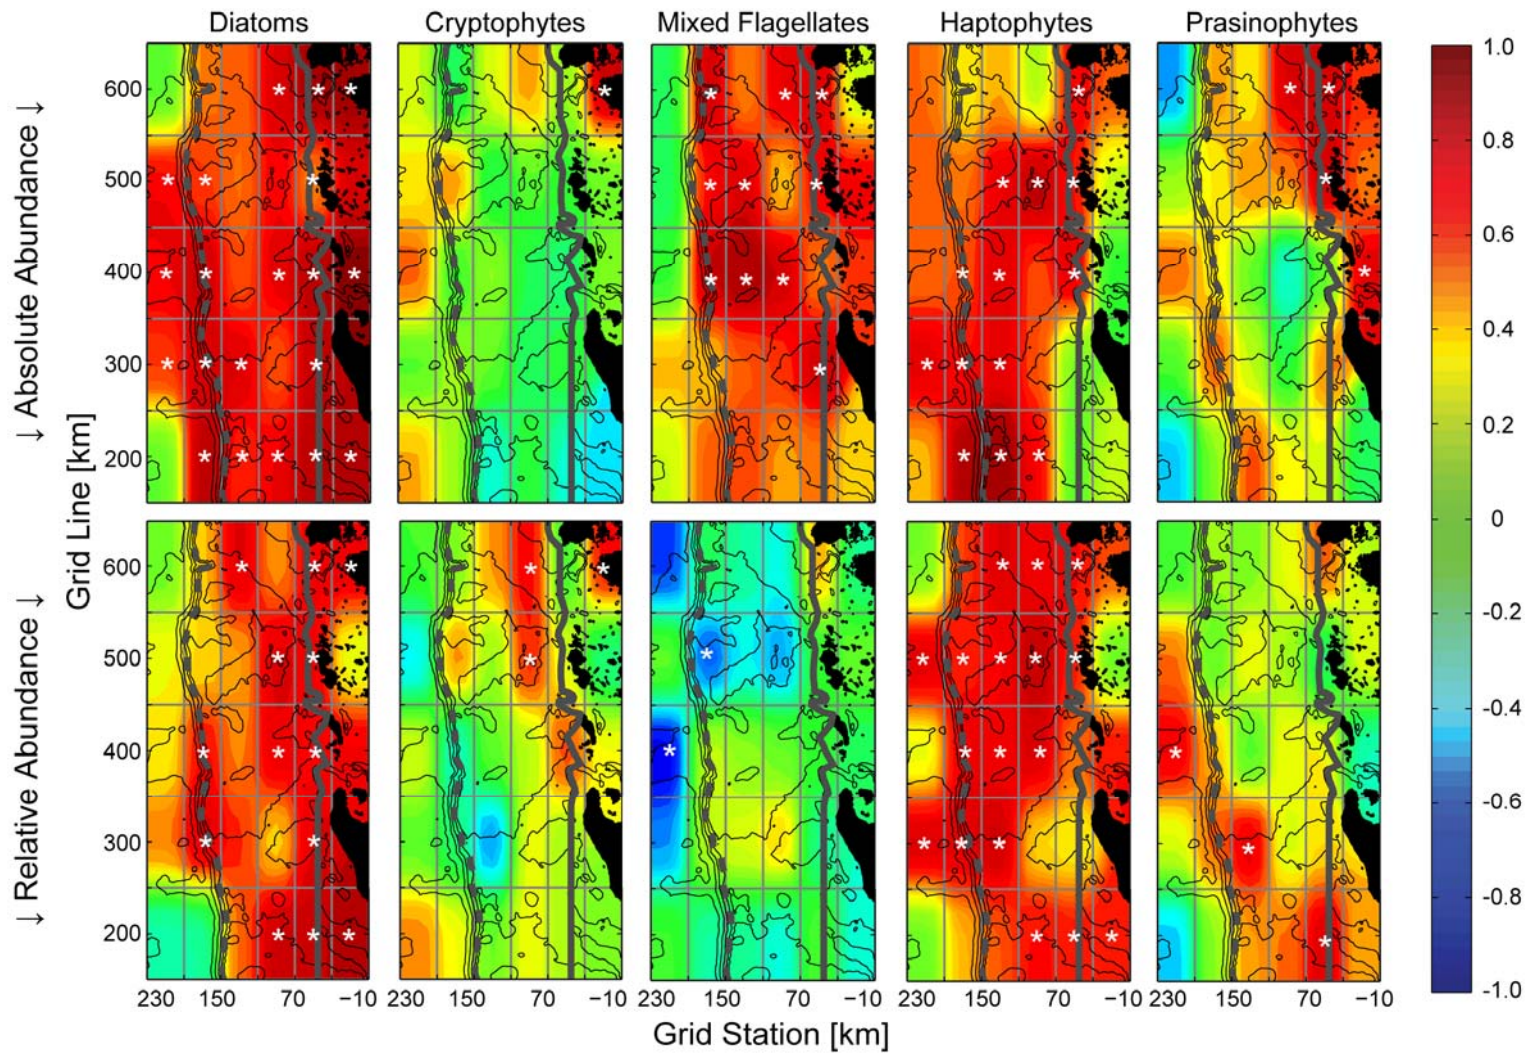 Diatoms
Cryptophytes
Mixed Flagellates
Haptophytes
Prasinophytes
↓ Absolute Abundance ↓
↓ Relative Abundance ↓
Grid Line [km]
600
500
400
300
200
600
500
400
300
200
230 150 70 −10
230 150 70 −10
230 150 70 −10
230 150 70 −10
230 150 70 −10
Grid Station [km]
1.0
0.8
0.6
0.4
0.2
0
-0.2
-0.4
-0.6
-0.8
-1.0